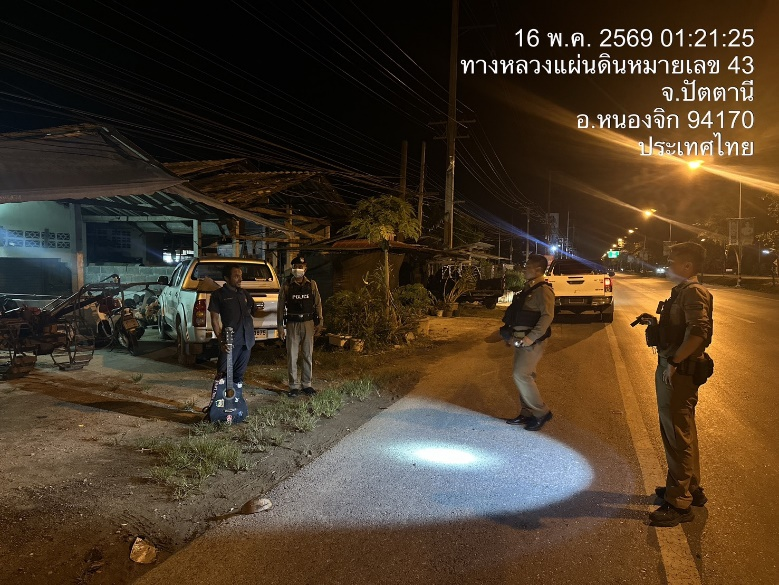 16 พ.ค. 2569 01:21:25
ทางหลวงแผ่นดินหมายเลข 43
จ.ปัตตานี
อ.หนองจิก 94170
ประเทศไทย
POLICE